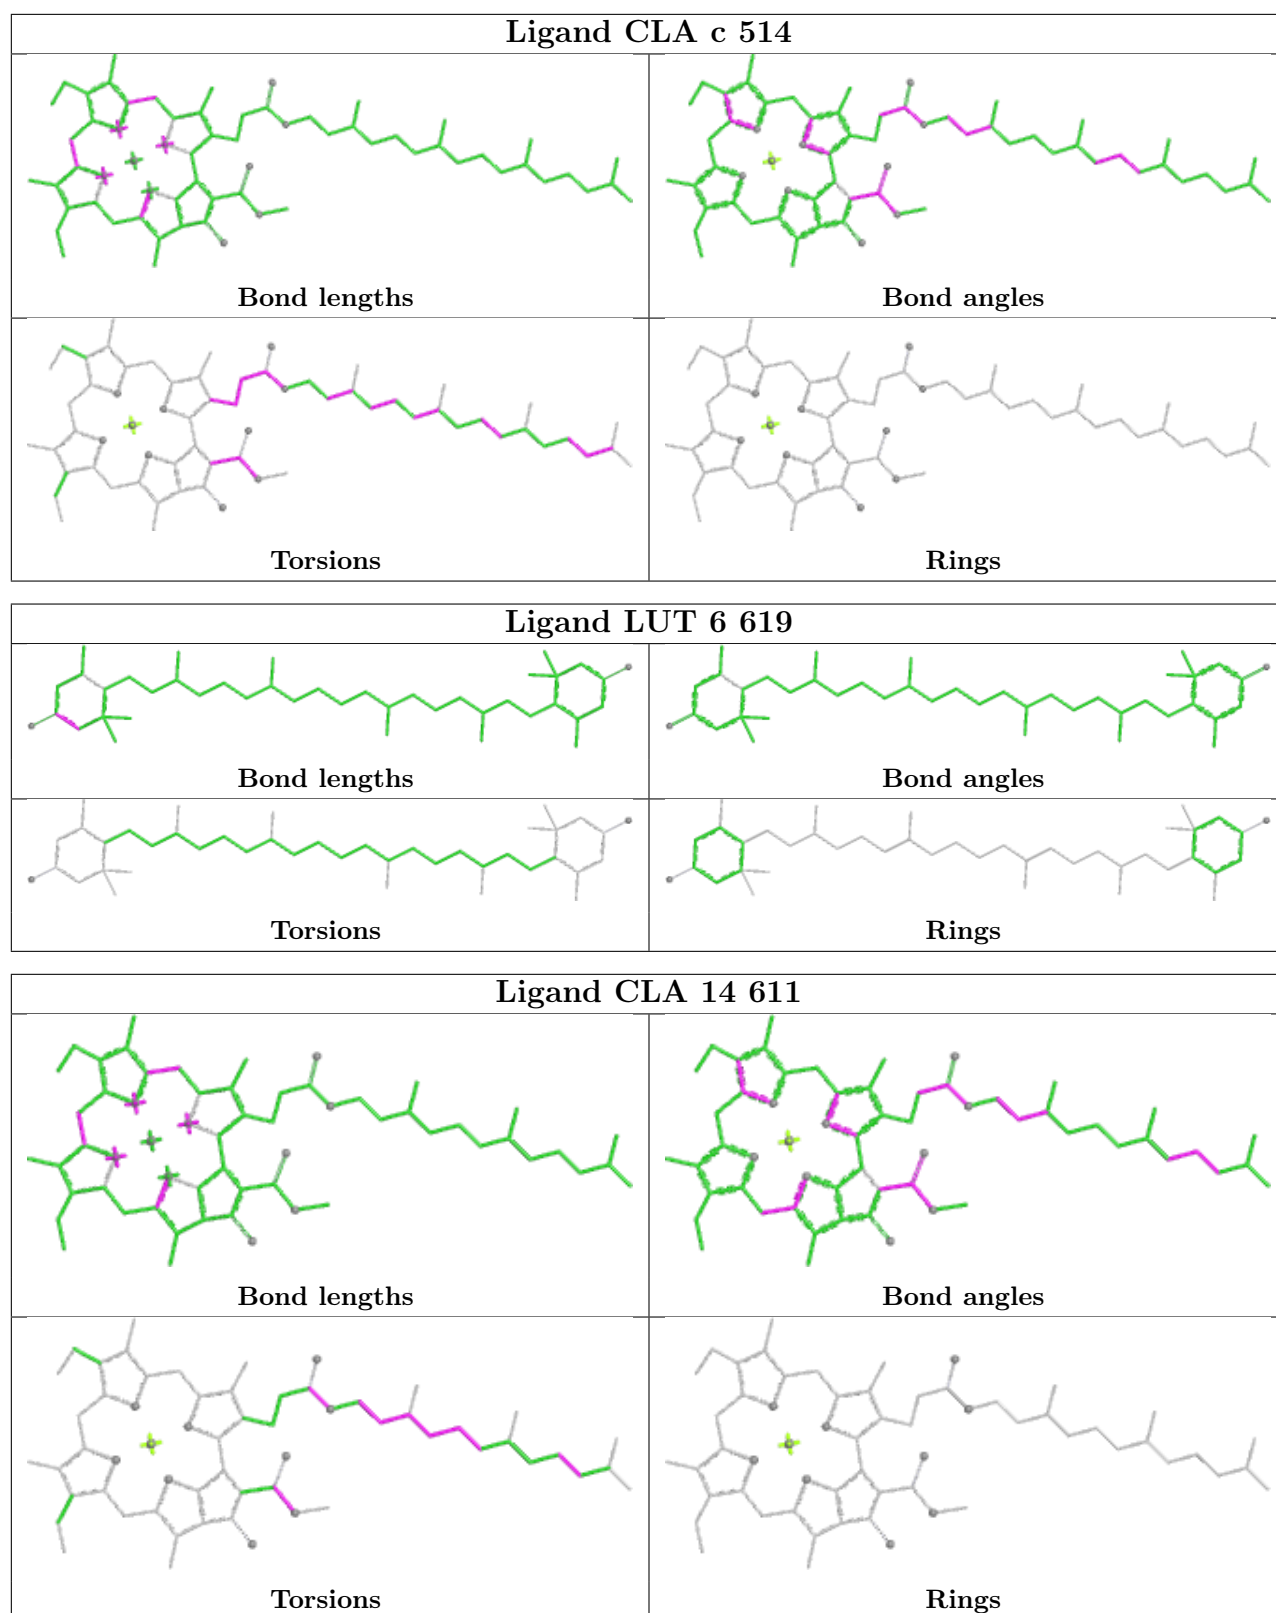 Ligand CLA c 514
Bond lengths
Bond angles
Torsions
Rings
Ligand LUT 6 619
Bond lengths
Bond angles
Torsions
Rings
Ligand CLA 14 611
Bond lengths
Bond angles
Torsions
Rings